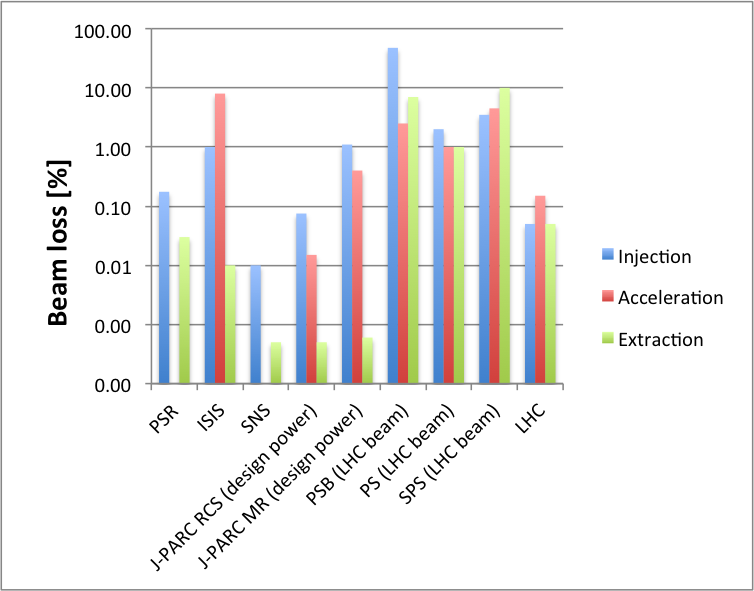 100.00
10.00
1.00
0.10
0.01
0.00
0.00
Beam loss [%]
PSR
ISIS
SNS
J-PARC RCS (design power)
J-PARC MR (design power)
PSB (LHC beam)
PS (LHC beam)
SPS (LHC beam)
LHC
Injection
Acceleration
Extraction